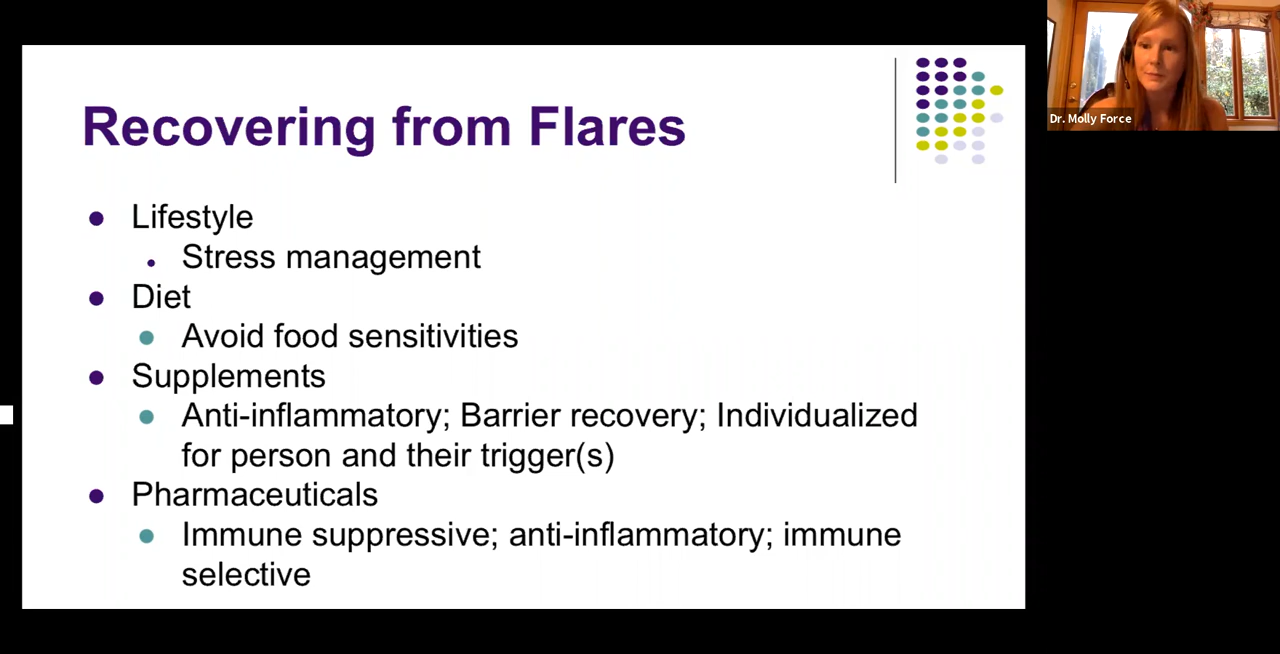 Recovering from Flares
Lifestyle
Stress management
Diet
Avoid food sensitivities
Supplements
Anti-inflammatory; Barrier recovery; Individualized
for person and their trigger(s)
Pharmaceuticals
Immune suppressive; anti-inflammatory; immune
selective
Dr. Molly Force